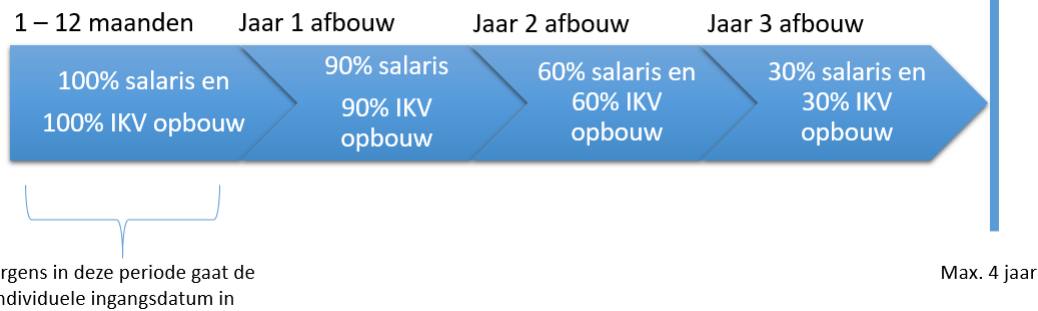 1 – 12 maanden
Jaar 1 afbouw
Jaar 2 afbouw
Jaar 3 afbouw
100% salaris en
100% IKV opbouw
90% salaris
90% IKV
opbouw
60% salaris en
60% IKV
opbouw
30% salaris en
30% IKV
opbouw
rgens in deze periode gaat de
ndividuele ingangsdatum in
Max. 4 jaar